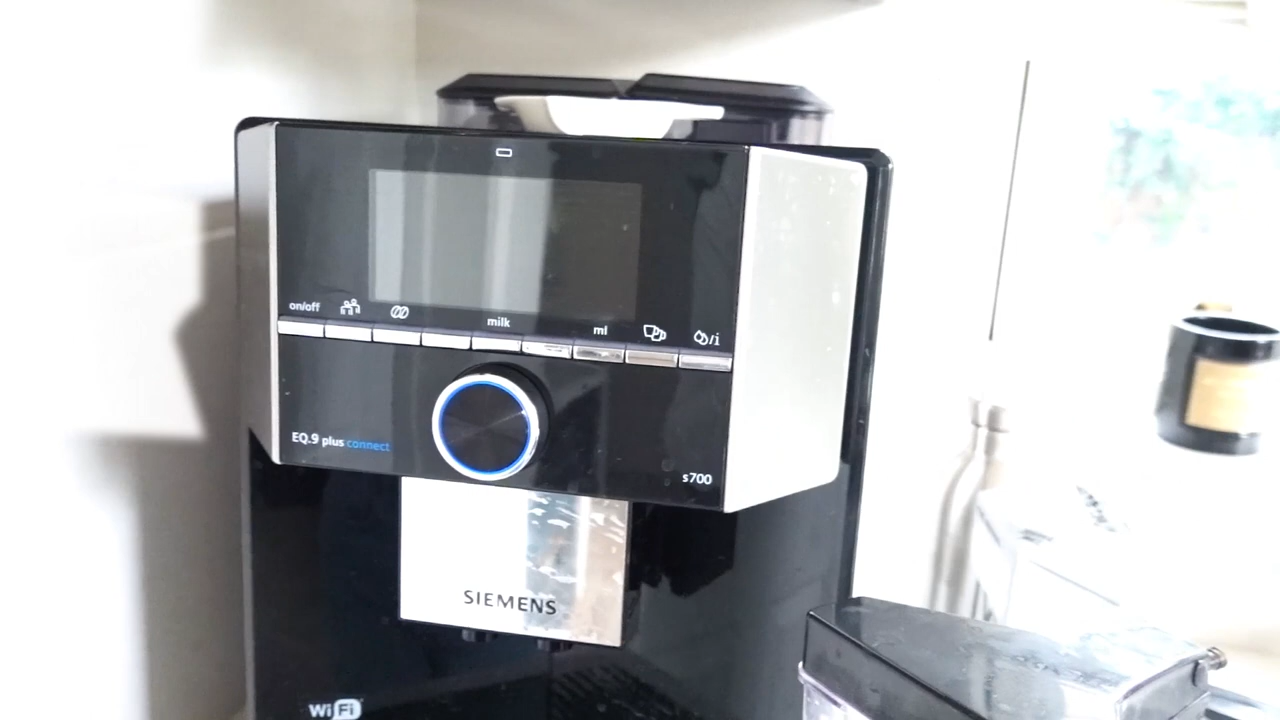 on/off
milk
ml
/i
EQ.9 plus connect
s700
SIEMENS
WiFi